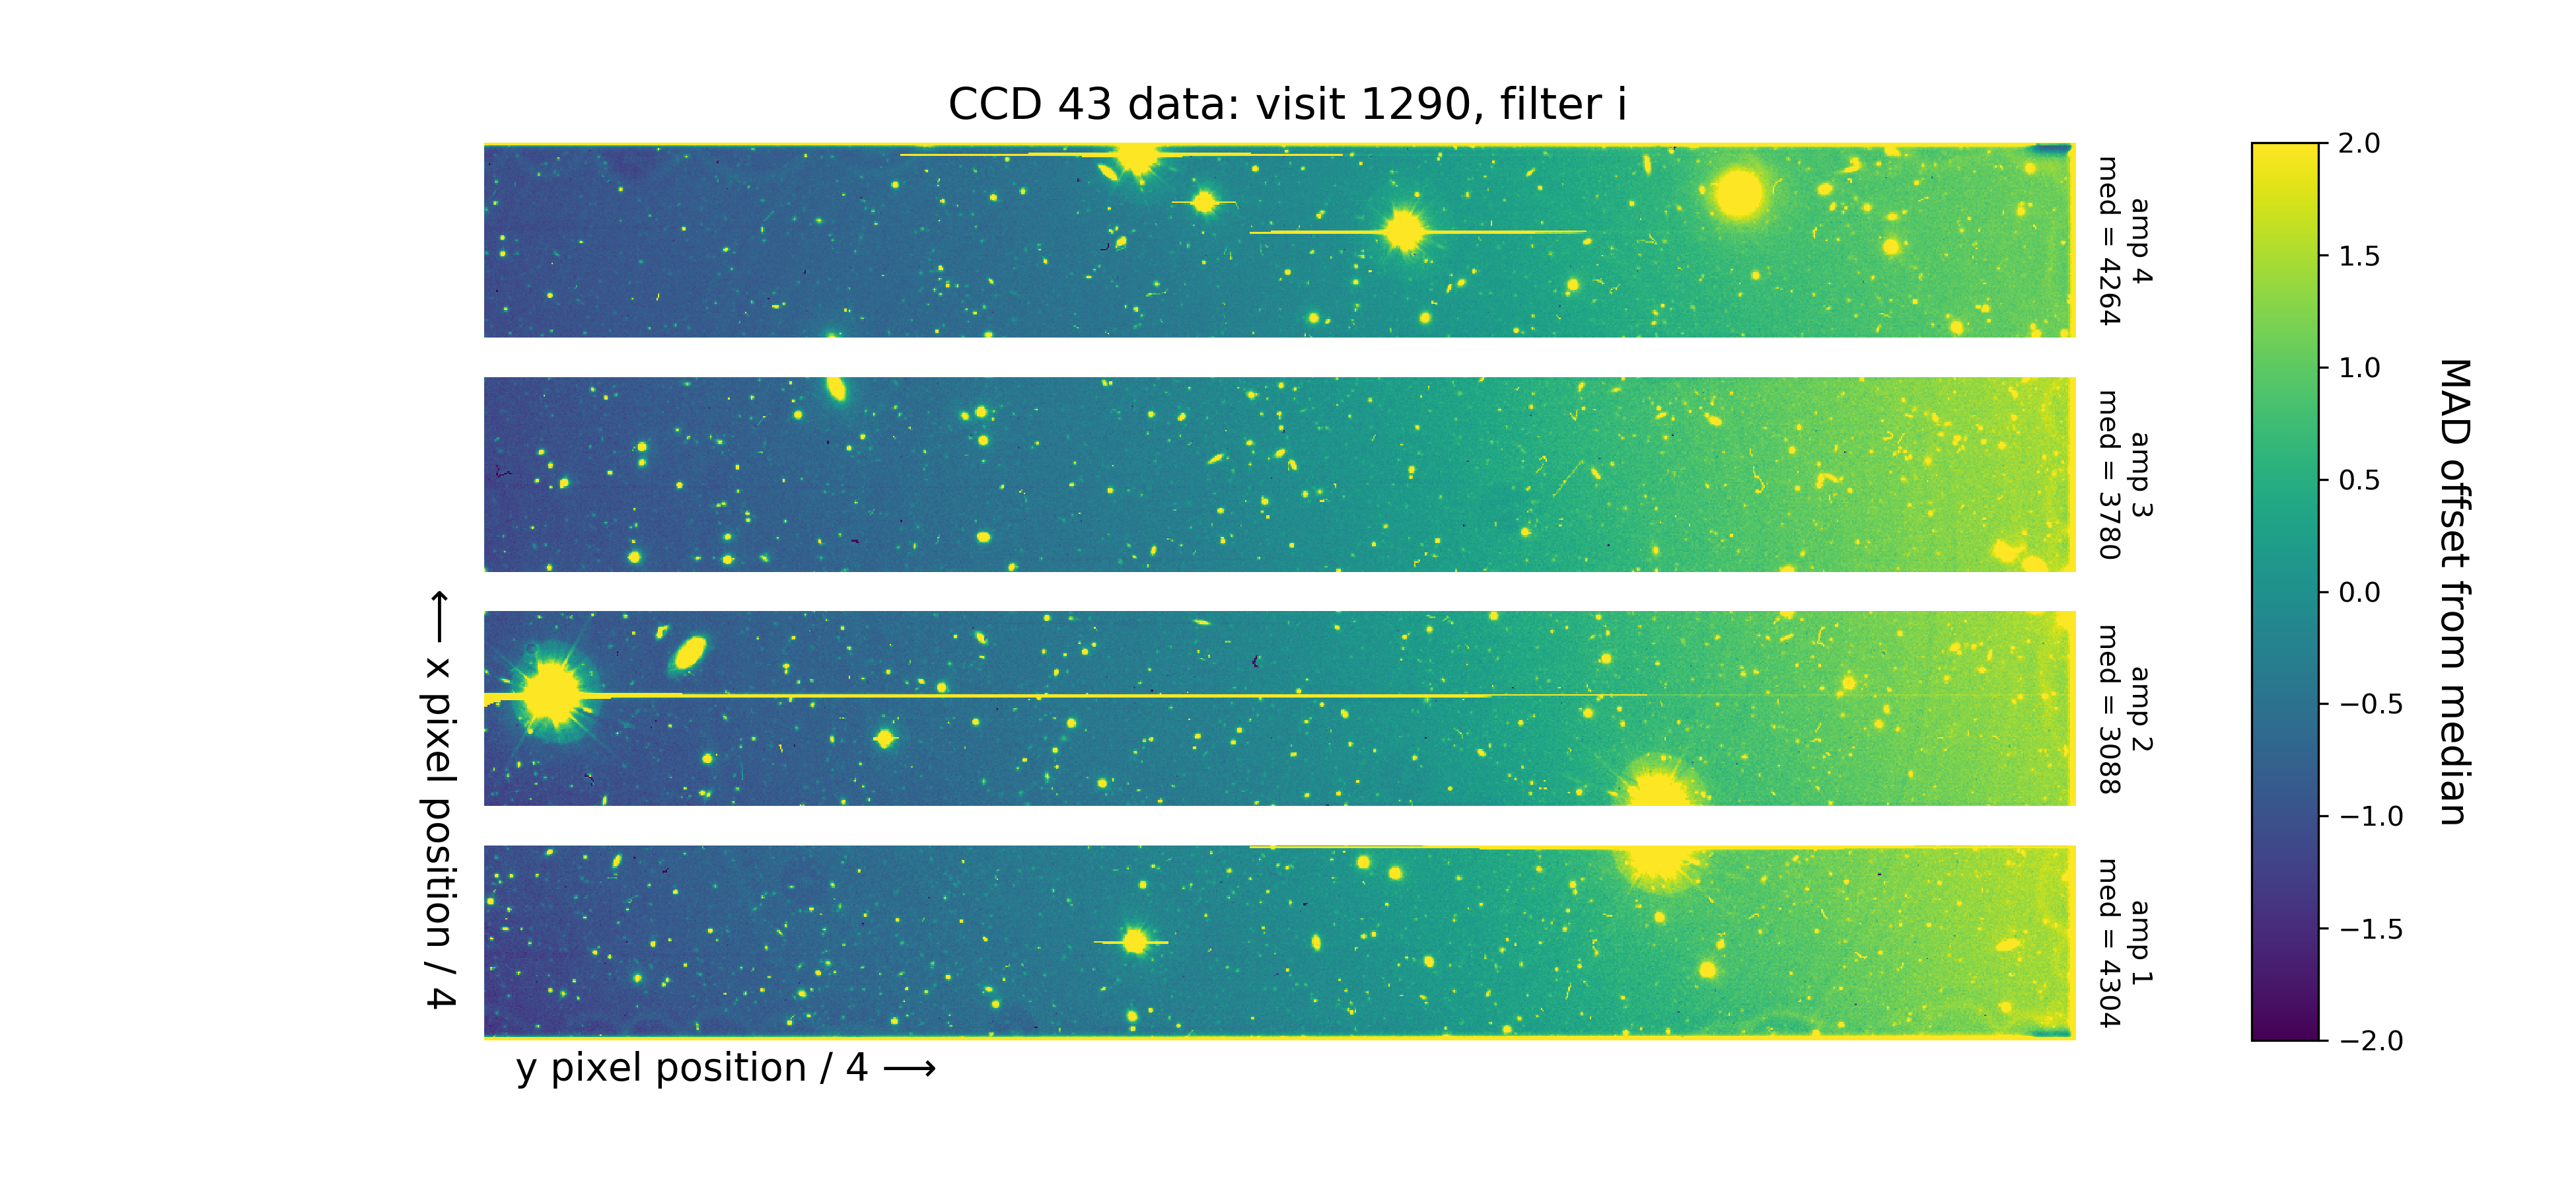 CCD 43 data: visit 1290, filter i
amp 4
med = 4264
amp 3
med = 3780
amp 2
med = 3088
amp 1
med = 4304
⟵ x pixel position / 4
y pixel position / 4 ⟶
2.0
1.5
1.0
0.5
0.0
−0.5
−1.0
−1.5
−2.0
MAD offset from median